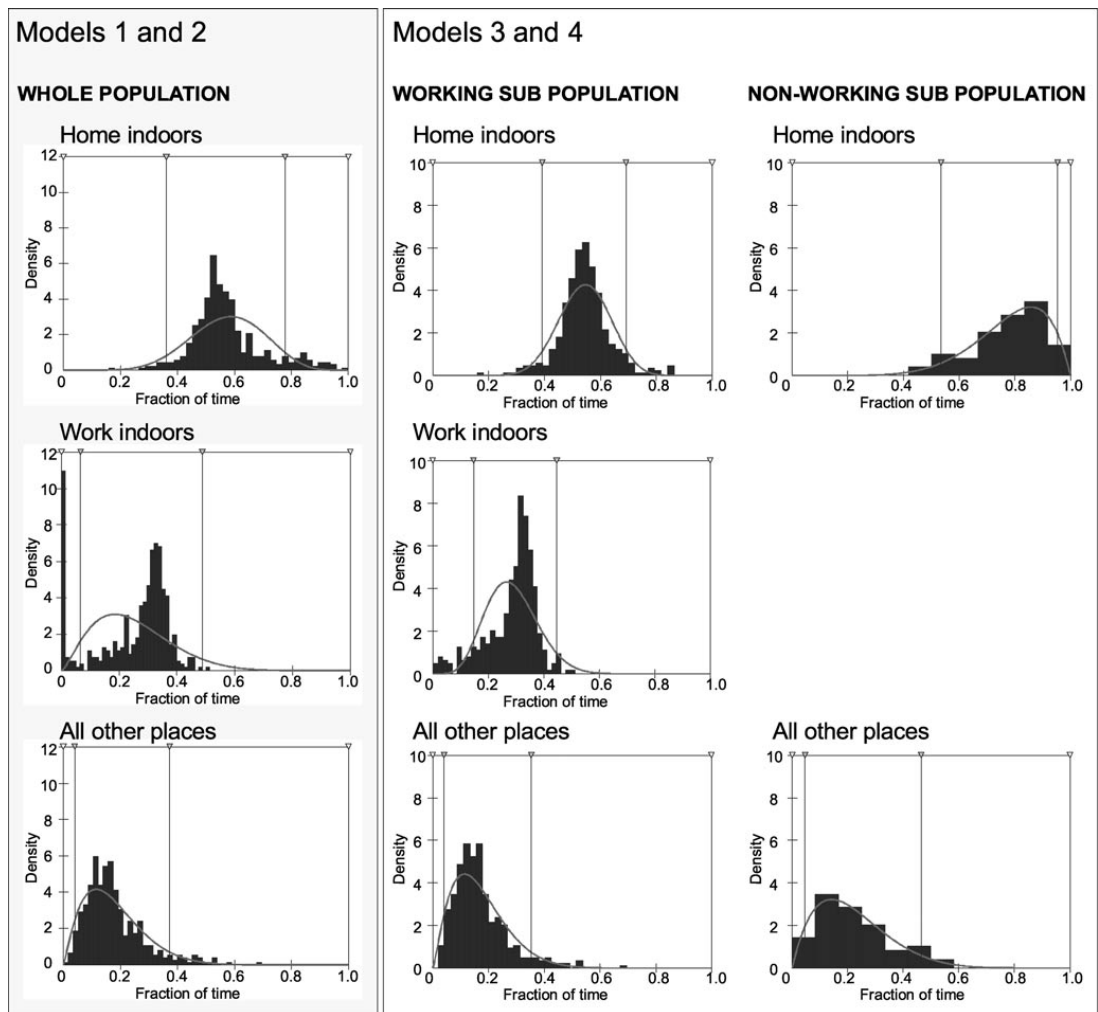 Models 1 and 2
Models 3 and 4
WHOLE POPULATION
WORKING SUB POPULATION
NON-WORKING SUB POPULATION
Home indoors
12
10
8
6
4
2
0
Density
0 0.2 0.4 0.6 0.8 1.0
Fraction of time
Home indoors
10
8
6
4
2
0
Density
0 0.2 0.4 0.6 0.8 1.0
Fraction of time
Home indoors
10
8
6
4
2
0
Density
0 0.2 0.4 0.6 0.8 1.0
Fraction of time
Work indoors
12
10
8
6
4
2
0
Density
0 0.2 0.4 0.6 0.8 1.0
Fraction of time
Work indoors
10
8
6
4
2
0
Density
0 0.2 0.4 0.6 0.8 1.0
Fraction of time
All other places
12
10
8
6
4
2
0
Density
0 0.2 0.4 0.6 0.8 1.0
Fraction of time
All other places
10
8
6
4
2
0
Density
0 0.2 0.4 0.6 0.8 1.0
Fraction of time
All other places
10
8
6
4
2
0
Density
0 0.2 0.4 0.6 0.8 1.0
Fraction of time